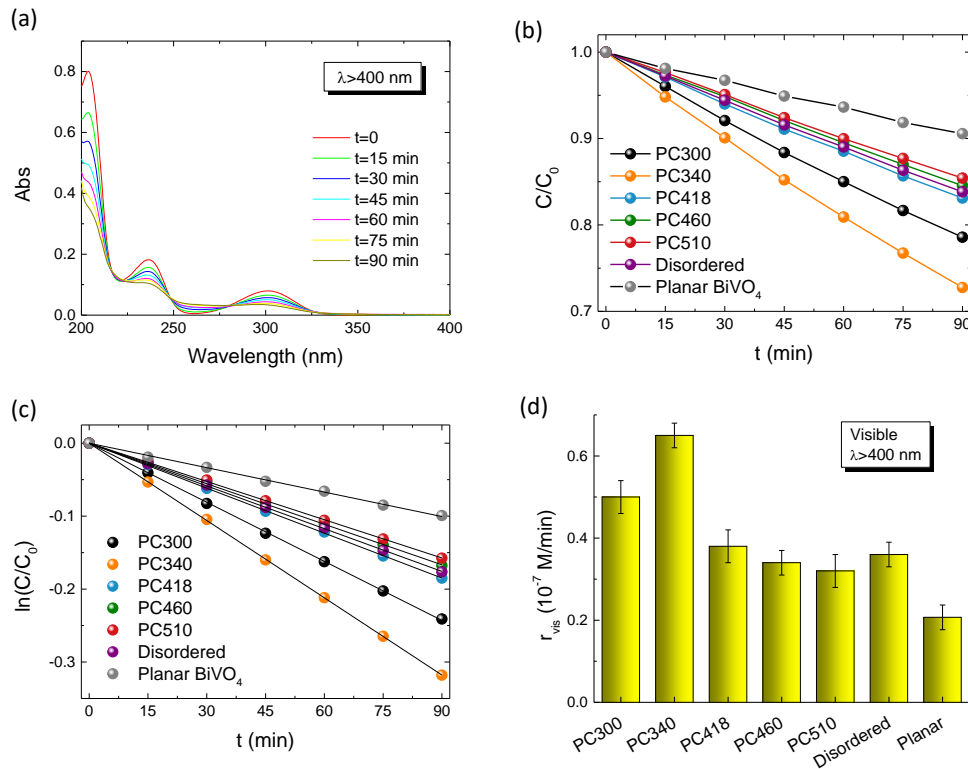 (a)
Abs
0.8
0.6
0.4
0.2
0.0
200
250
300
350
400
Wavelength (nm)
λ>400 nm
t=0
t=15 min
t=30 min
t=45 min
t=60 min
t=75 min
t=90 min
(b)
C/C₀
1.0
0.9
0.8
0.7
0
15
30
45
60
75
90
t (min)
PC300
PC340
PC418
PC460
PC510
Disordered
Planar BiVO₄
(c)
ln(C/C₀)
0.0
-0.1
-0.2
-0.3
0
15
30
45
60
75
90
t (min)
PC300
PC340
PC418
PC460
PC510
Disordered
Planar BiVO₄
(d)
r_vis (10⁻⁷ M/min)
0.6
0.4
0.2
0.0
Visible
λ>400 nm
PC300
PC340
PC418
PC460
PC510
Disordered
Planar